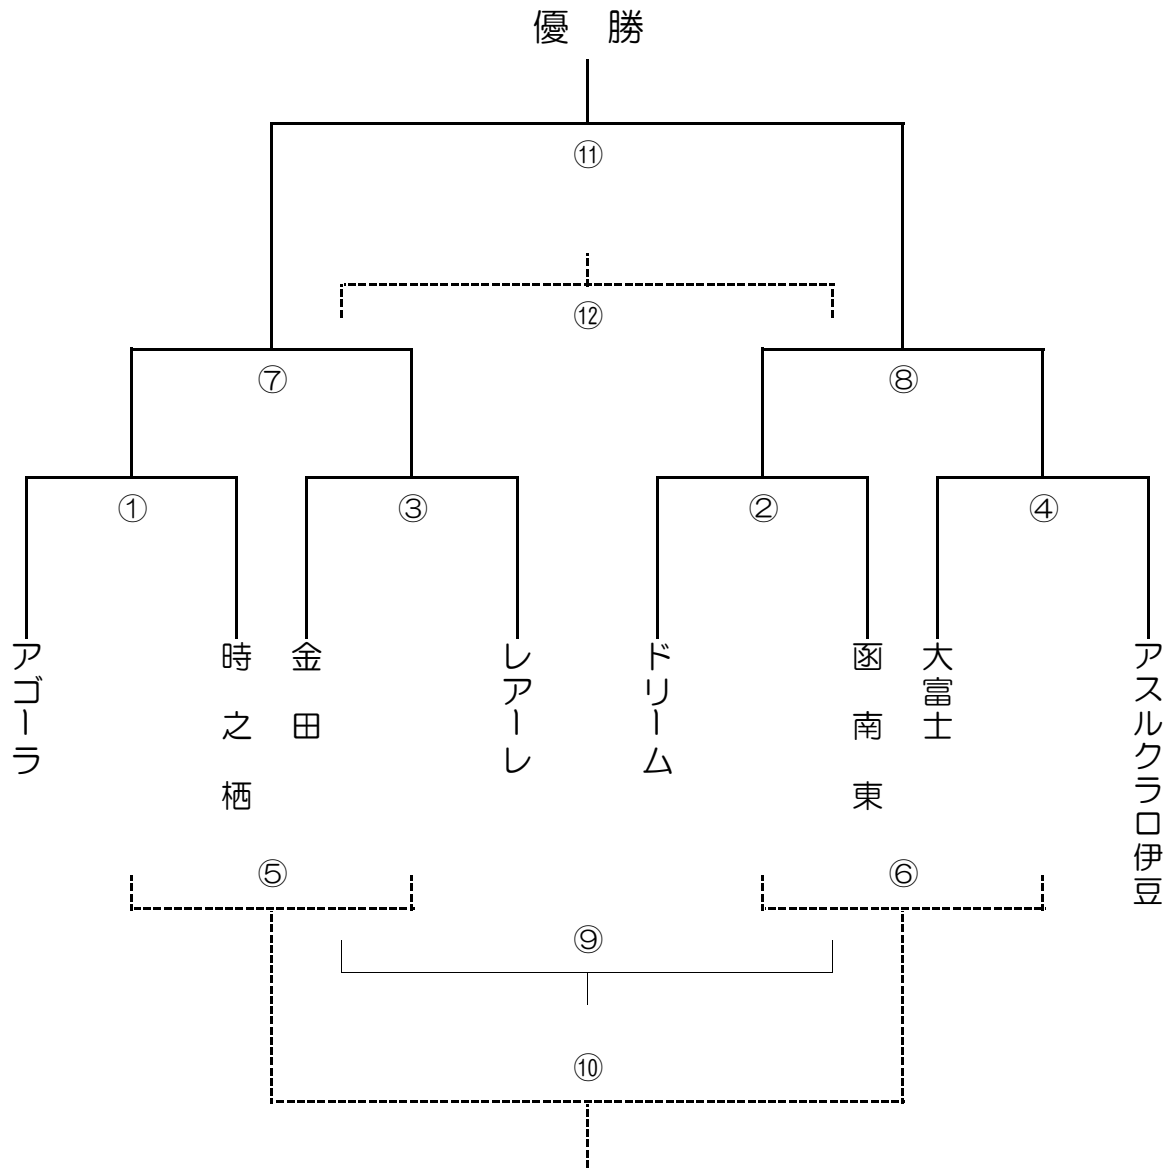 優 勝
⑪
⑫
⑦
⑧
①
③
②
④
アゴーラ
時之栖
金田
レアーレ
ドリーム
函南東
大富士
アスルクラロ伊豆
⑤
⑥
⑨
⑩